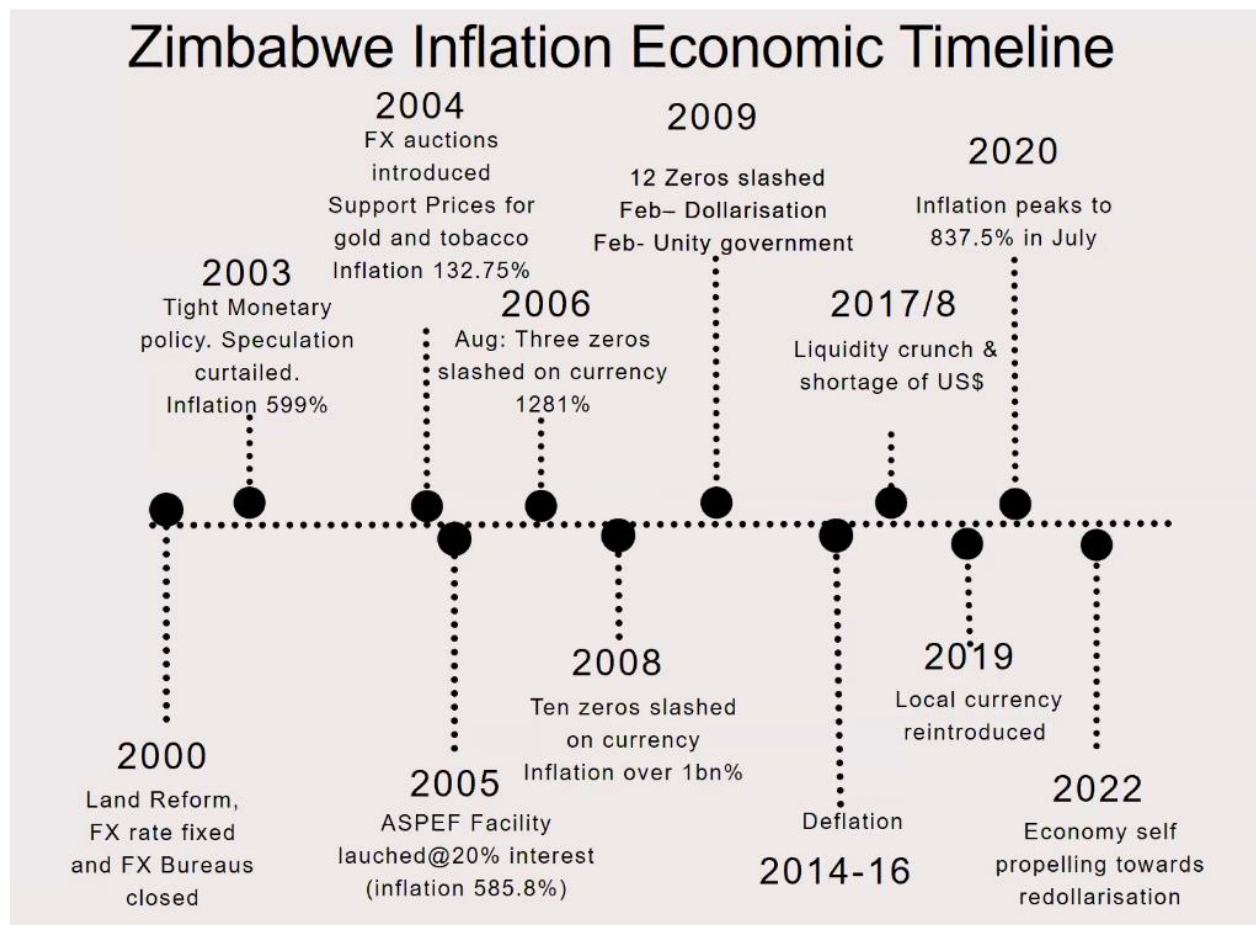 Zimbabwe Inflation Economic Timeline
2004
FX auctions
introduced
Support Prices for
gold and tobacco
Inflation 132.75%
2009
12 Zeros slashed
Feb– Dollarisation
Feb- Unity government
2020
Inflation peaks to
837.5% in July
2003
Tight Monetary
policy. Speculation
curtailed.
Inflation 599%
2006
Aug: Three zeros
slashed on currency
1281%
2017/8
Liquidity crunch &
shortage of US$
2000
Land Reform,
FX rate fixed
and FX Bureaus
closed
2005
ASPEF Facility
lauched@20% interest
(inflation 585.8%)
2008
Ten zeros slashed
on currency
Inflation over 1bn%
Deflation
2014-16
2019
Local currency
reintroduced
2022
Economy self
propelling towards
redollarisation